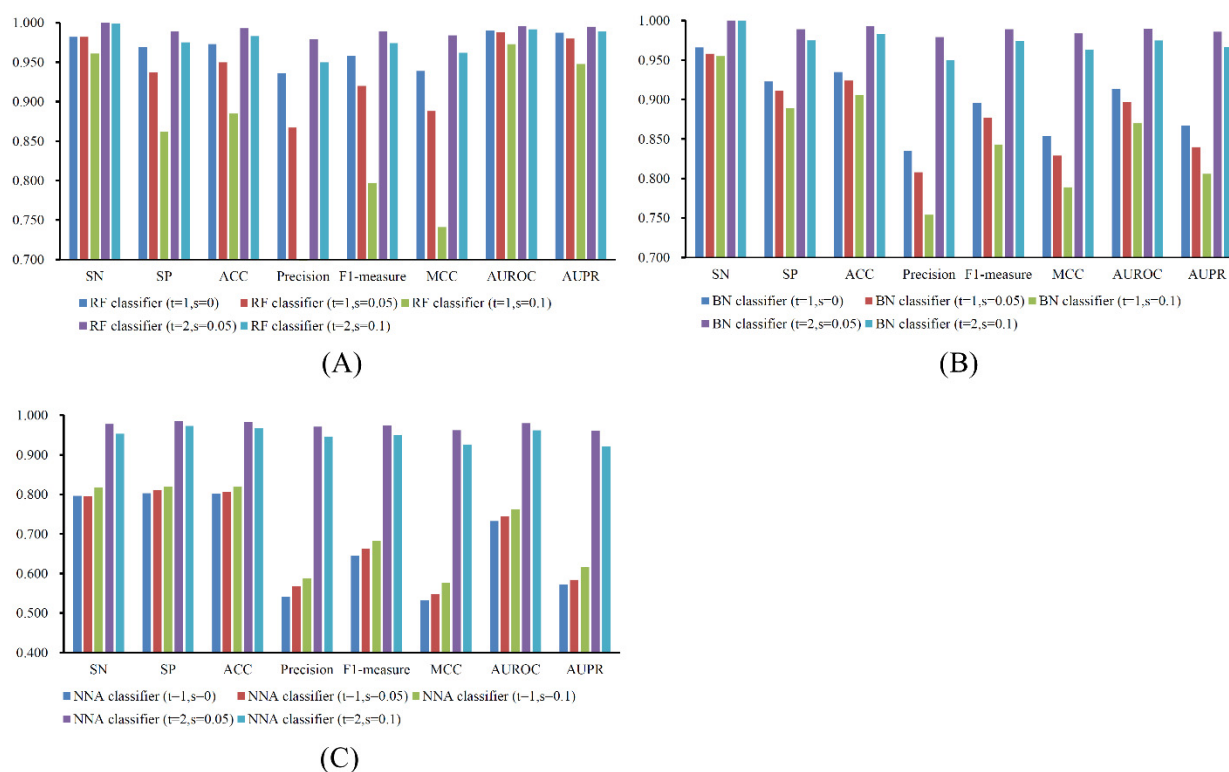 1.000
0.950
0.900
0.850
0.800
0.750
0.700
SN SP ACC Precision F1-measure MCC AUROC AUPR
RF classifier (t=1,s=0) RF classifier (t=1,s=0.05) RF classifier (t=1,s=0.1)
RF classifier (t=2,s=0.05) RF classifier (t=2,s=0.1)
(A)
1.000
0.950
0.900
0.850
0.800
0.750
0.700
SN SP ACC Precision F1-measure MCC AUROC AUPR
BN classifier (t=1,s=0) BN classifier (t=1,s=0.05) BN classifier (t=1,s=0.1)
BN classifier (t=2,s=0.05) BN classifier (t=2,s=0.1)
(B)
1.000
0.900
0.800
0.700
0.600
0.500
0.400
SN SP ACC Precision F1-measure MCC AUROC AUPR
NNA classifier (t=1,s=0) NNA classifier (t=1,s=0.05) NNA classifier (t=1,s=0.1)
NNA classifier (t=2,s=0.05) NNA classifier (t=2,s=0.1)
(C)